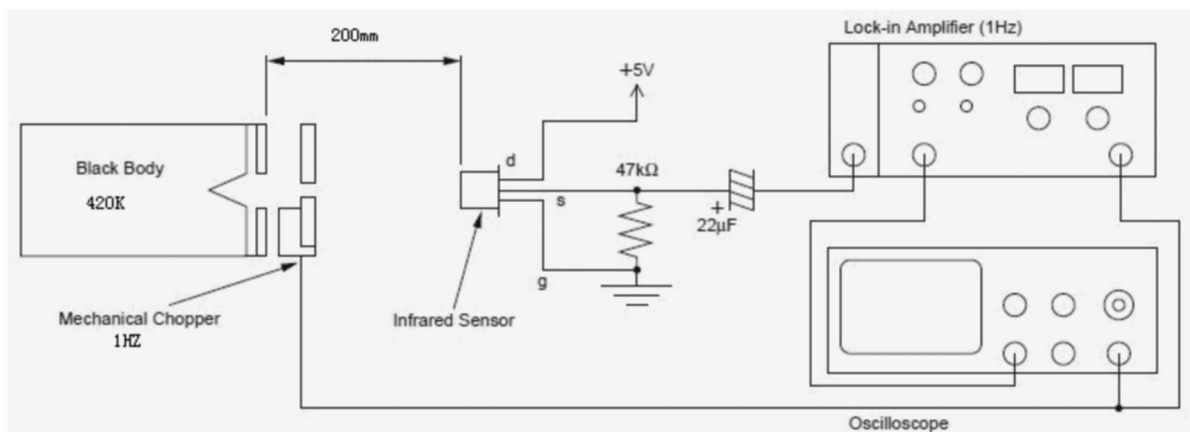 Lock-in Amplifier (1Hz)
200mm
+5V
Black Body
420K
d
47kΩ
s
+
22μF
g
Mechanical Chopper
1HZ
Infrared Sensor
Oscilloscope